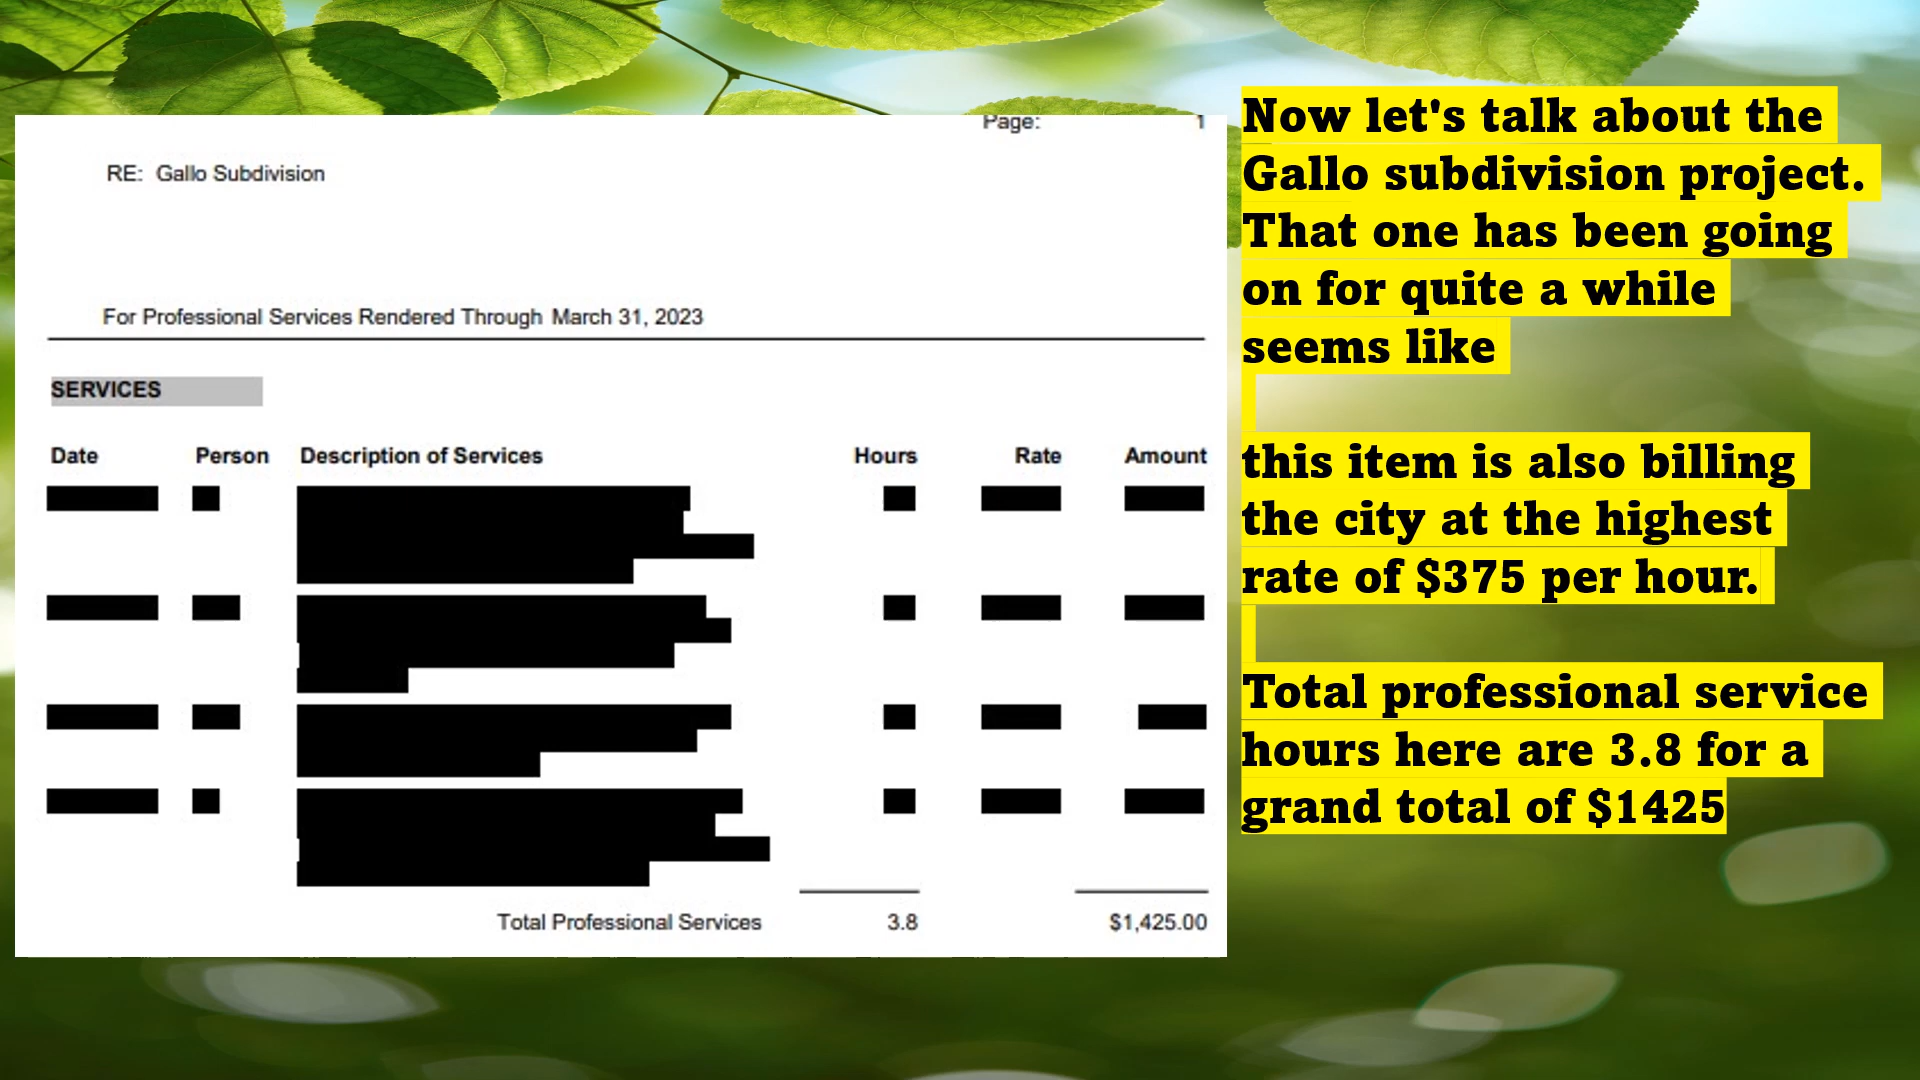 Page: 1
RE: Gallo Subdivision
For Professional Services Rendered Through March 31, 2023
SERVICES
Date Person Description of Services Hours Rate Amount
Total Professional Services 3.8 $1,425.00
Now let's talk about the
Gallo subdivision project.
That one has been going
on for quite a while
seems like
this item is also billing
the city at the highest
rate of $375 per hour.
Total professional service
hours here are 3.8 for a
grand total of $1425